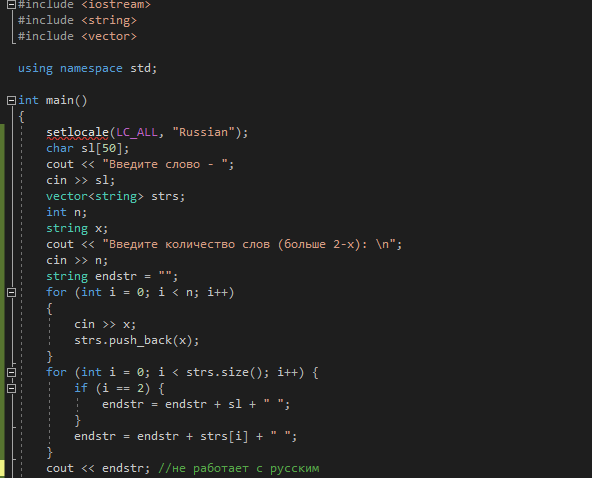 #include <iostream>
#include <string>
#include <vector>
using namespace std;
int main()
{
setlocale(LC_ALL, "Russian");
char sl[50];
cout << "Введите слово - ";
cin >> sl;
vector<string> strs;
int n;
string x;
cout << "Введите количество слов (больше 2-х): \n";
cin >> n;
string endstr = "";
for (int i = 0; i < n; i++)
{
cin >> x;
strs.push_back(x);
}
for (int i = 0; i < strs.size(); i++) {
if (i == 2) {
endstr = endstr + sl + " ";
}
endstr = endstr + strs[i] + " ";
}
cout << endstr; //не работает с русским